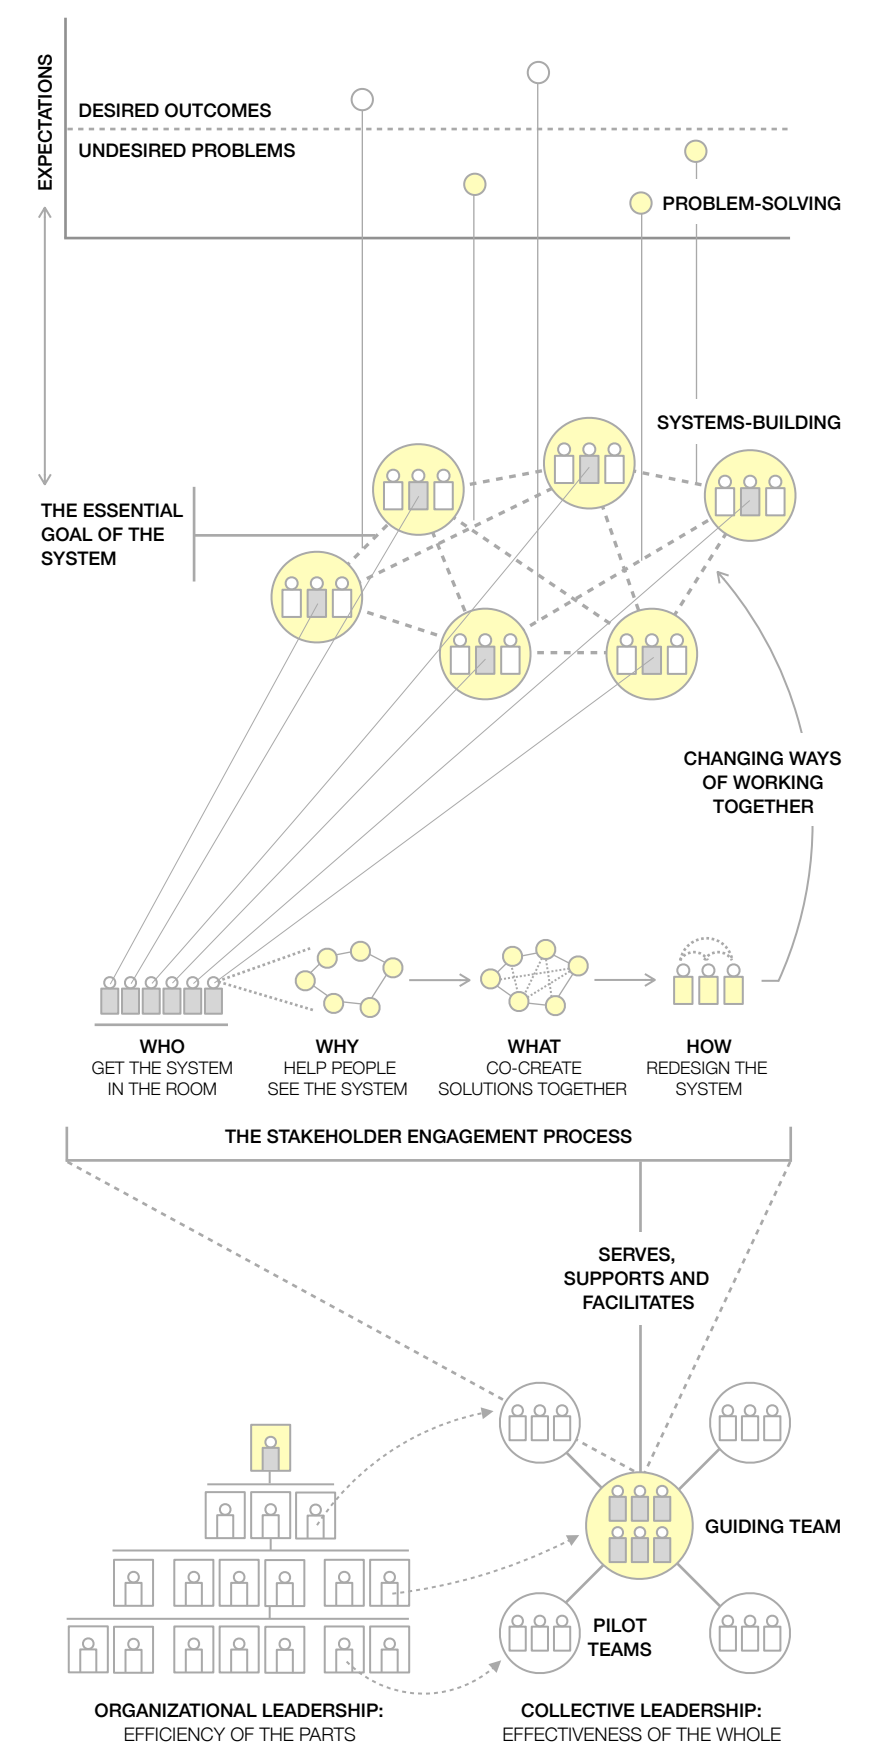 EXPECTATIONS
DESIRED OUTCOMES
UNDESIRED PROBLEMS
PROBLEM-SOLVING
SYSTEMS-BUILDING
THE ESSENTIAL
GOAL OF THE
SYSTEM
CHANGING WAYS
OF WORKING
TOGETHER
WHO
GET THE SYSTEM
IN THE ROOM
WHY
HELP PEOPLE
SEE THE SYSTEM
WHAT
CO-CREATE
SOLUTIONS TOGETHER
HOW
REDESIGN THE
SYSTEM
THE STAKEHOLDER ENGAGEMENT PROCESS
SERVES,
SUPPORTS AND
FACILITATES
GUIDING TEAM
PILOT
TEAMS
ORGANIZATIONAL LEADERSHIP:
EFFICIENCY OF THE PARTS
COLLECTIVE LEADERSHIP:
EFFECTIVENESS OF THE WHOLE